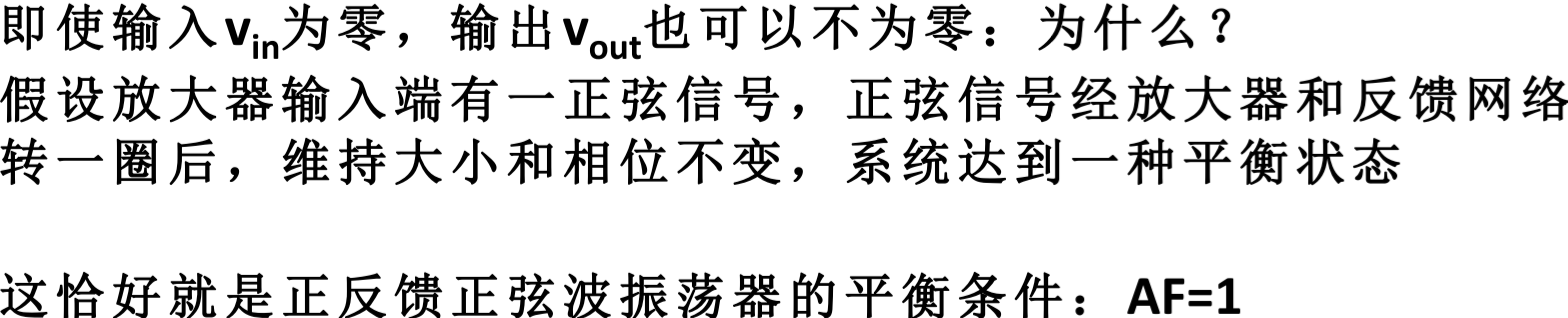 即使输入vin为零，输出vout也可以不为零：为什么？
假设放大器输入端有一正弦信号，正弦信号经放大器和反馈网络
转一圈后，维持大小和相位不变，系统达到一种平衡状态
这恰好就是正反馈正弦波振荡器的平衡条件：AF=1